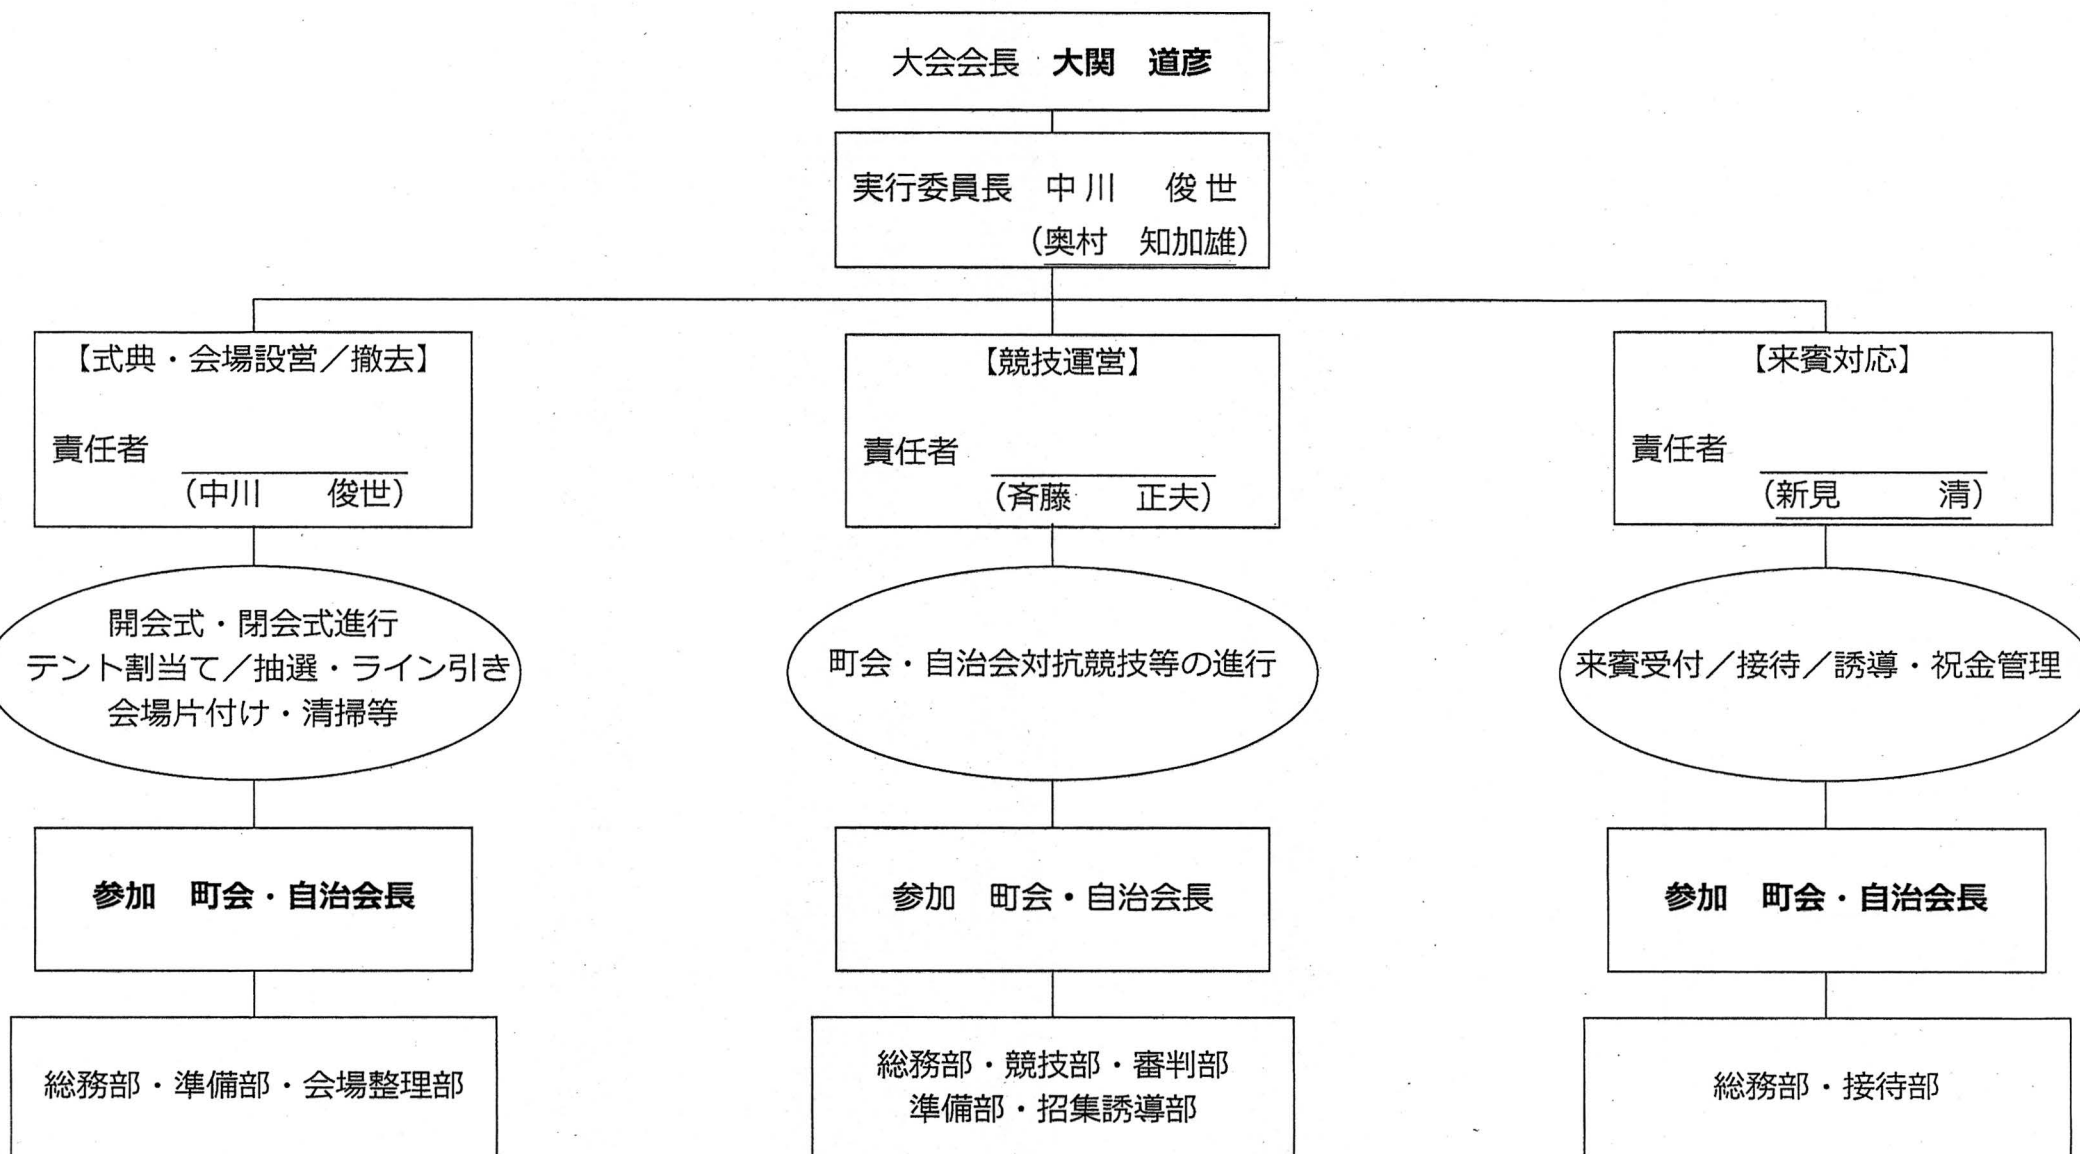 大会会長 大関 道彦
実行委員長 中川 俊世
（奥村 知加雄）
【式典・会場設営／撤去】
責任者
（中川 俊世）
【競技運営】
責任者
（斉藤 正夫）
【来賓対応】
責任者
（新見 清）
開会式・閉会式進行
テント割当て／抽選・ライン引き
会場片付け・清掃等
町会・自治会対抗競技等の進行
来賓受付／接待／誘導・祝金管理
参加 町会・自治会長
参加 町会・自治会長
参加 町会・自治会長
総務部・準備部・会場整理部
総務部・競技部・審判部
準備部・招集誘導部
総務部・接待部